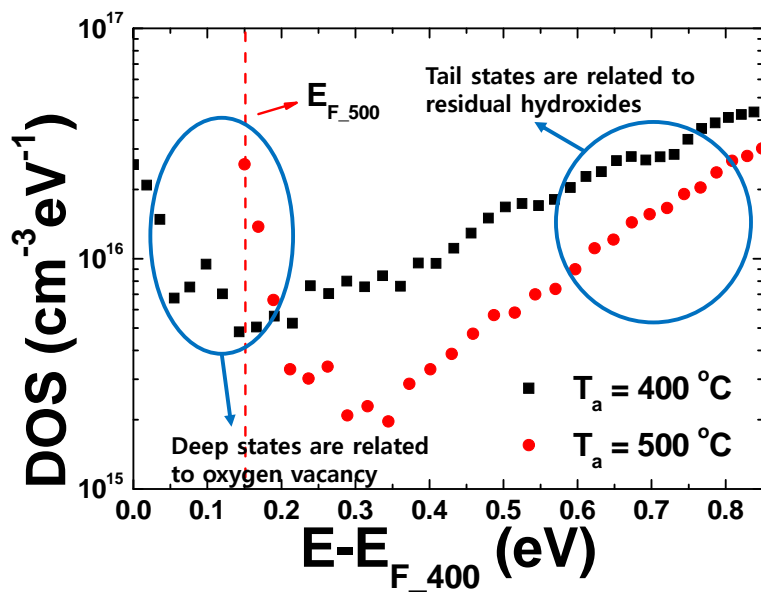 10^17
E_F_500
Tail states are related to
residual hydroxides
10^16
DOS (cm^-3 eV^-1)
T_a = 400 °C
T_a = 500 °C
Deep states are related
to oxygen vacancy
10^15
0.0 0.1 0.2 0.3 0.4 0.5 0.6 0.7 0.8
E-E_F_400 (eV)